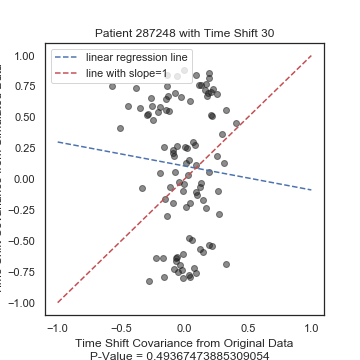 Patient 287248 with Time Shift 30
linear regression line
line with slope=1
1.00
0.75
0.50
0.25
0.00
−0.25
−0.50
−0.75
−1.00
−1.0 −0.5 0.0 0.5 1.0
Time Shift Covariance from Original Data
P-Value = 0.49367473885309054